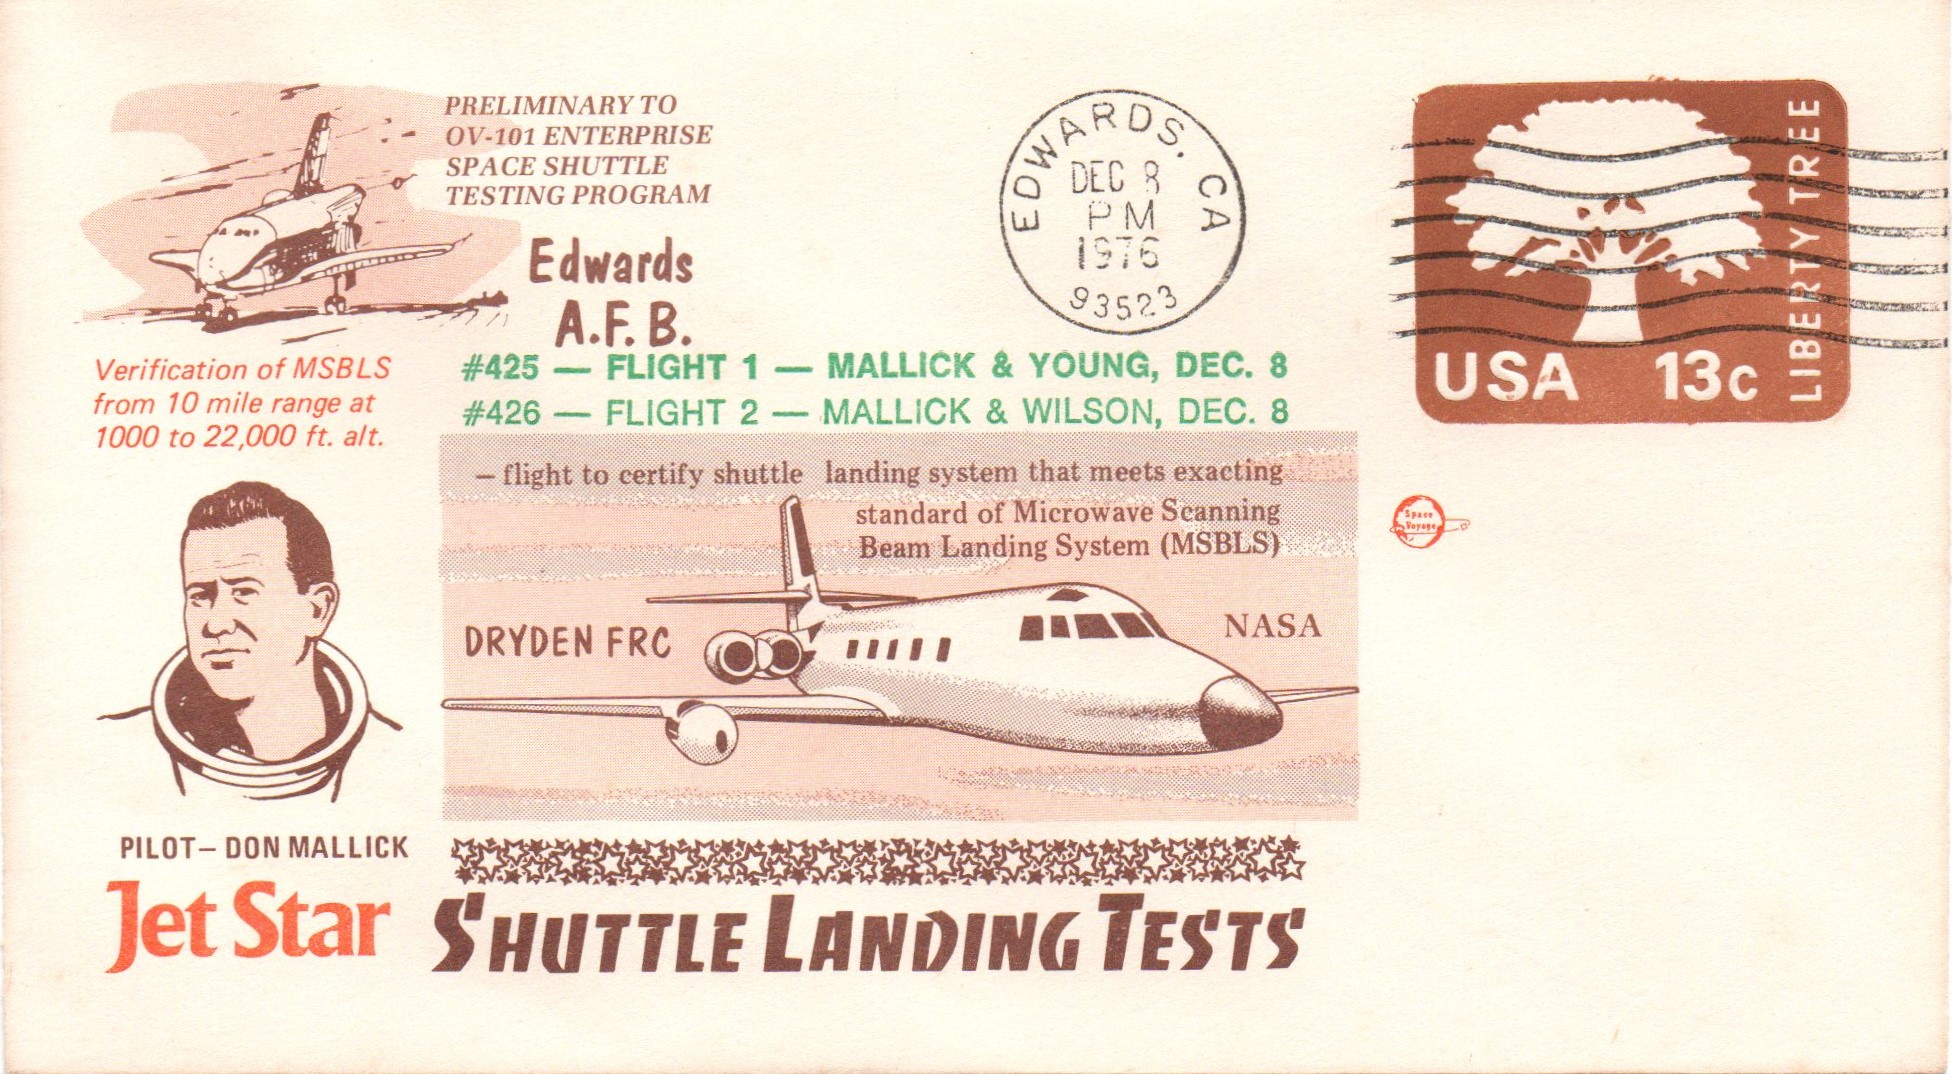 PRELIMINARY TO
OV-101 ENTERPRISE
SPACE SHUTTLE
TESTING PROGRAM
Edwards
A.F.B.
EDWARDS. CA
DEC 8
PM
1976
93523
USA 13c
LIBERTY TREE
Verification of MSBLS
from 10 mile range at
1000 to 22,000 ft. alt.
#425 — FLIGHT 1 — MALLICK & YOUNG, DEC. 8
#426 — FLIGHT 2 — MALLICK & WILSON, DEC. 8
– flight to certify shuttle landing system that meets exacting
standard of Microwave Scanning
Beam Landing System (MSBLS)
DRYDEN FRC
NASA
Space
Voyage
PILOT– DON MALLICK
Jet Star
SHUTTLE LANDING TESTS